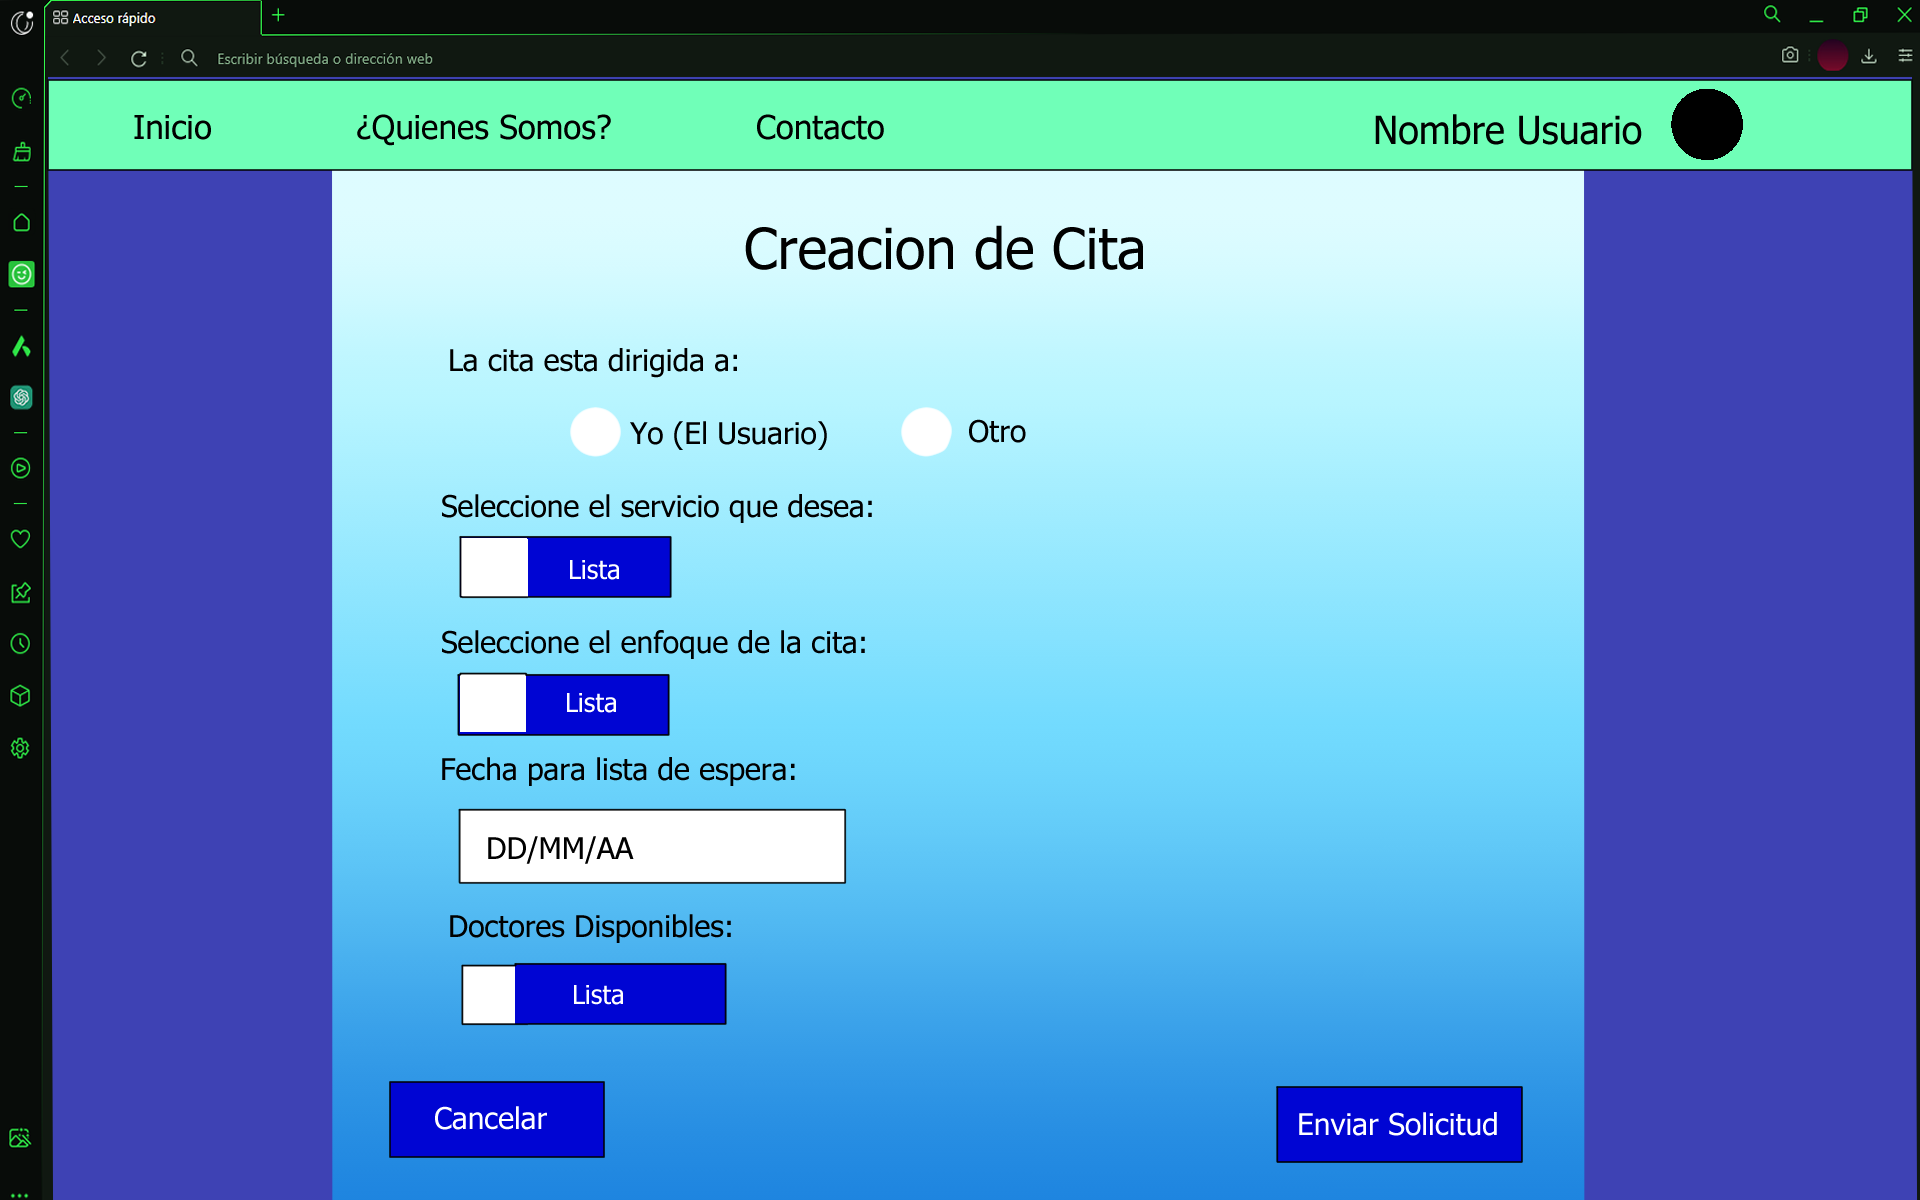 Acceso rápido
Escribir búsqueda o dirección web
Inicio ¿Quienes Somos? Contacto Nombre Usuario
Creacion de Cita
La cita esta dirigida a:
Yo (El Usuario) Otro
Seleccione el servicio que desea:
Lista
Seleccione el enfoque de la cita:
Lista
Fecha para lista de espera:
DD/MM/AA
Doctores Disponibles:
Lista
Cancelar Enviar Solicitud